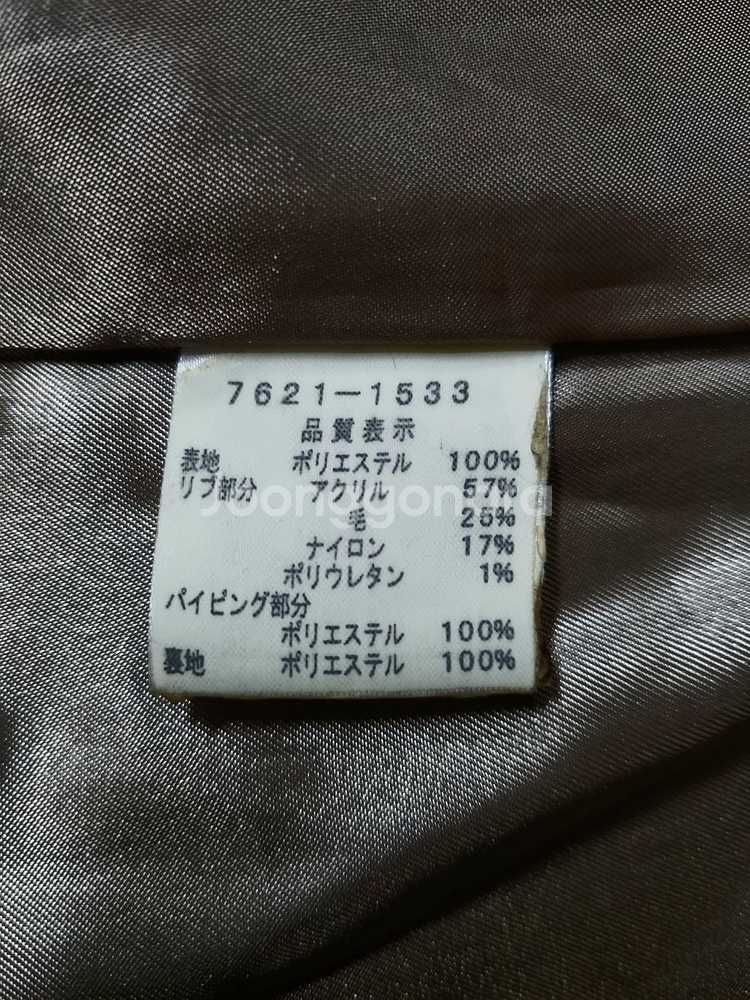 7621-1533
品質表示
表地 ポリエステル 100%
リブ部分 アクリル 57%
毛 25%
ナイロン 17%
ポリウレタン 1%
パイピング部分
ポリエステル 100%
裏地 ポリエステル 100%
joonggonara